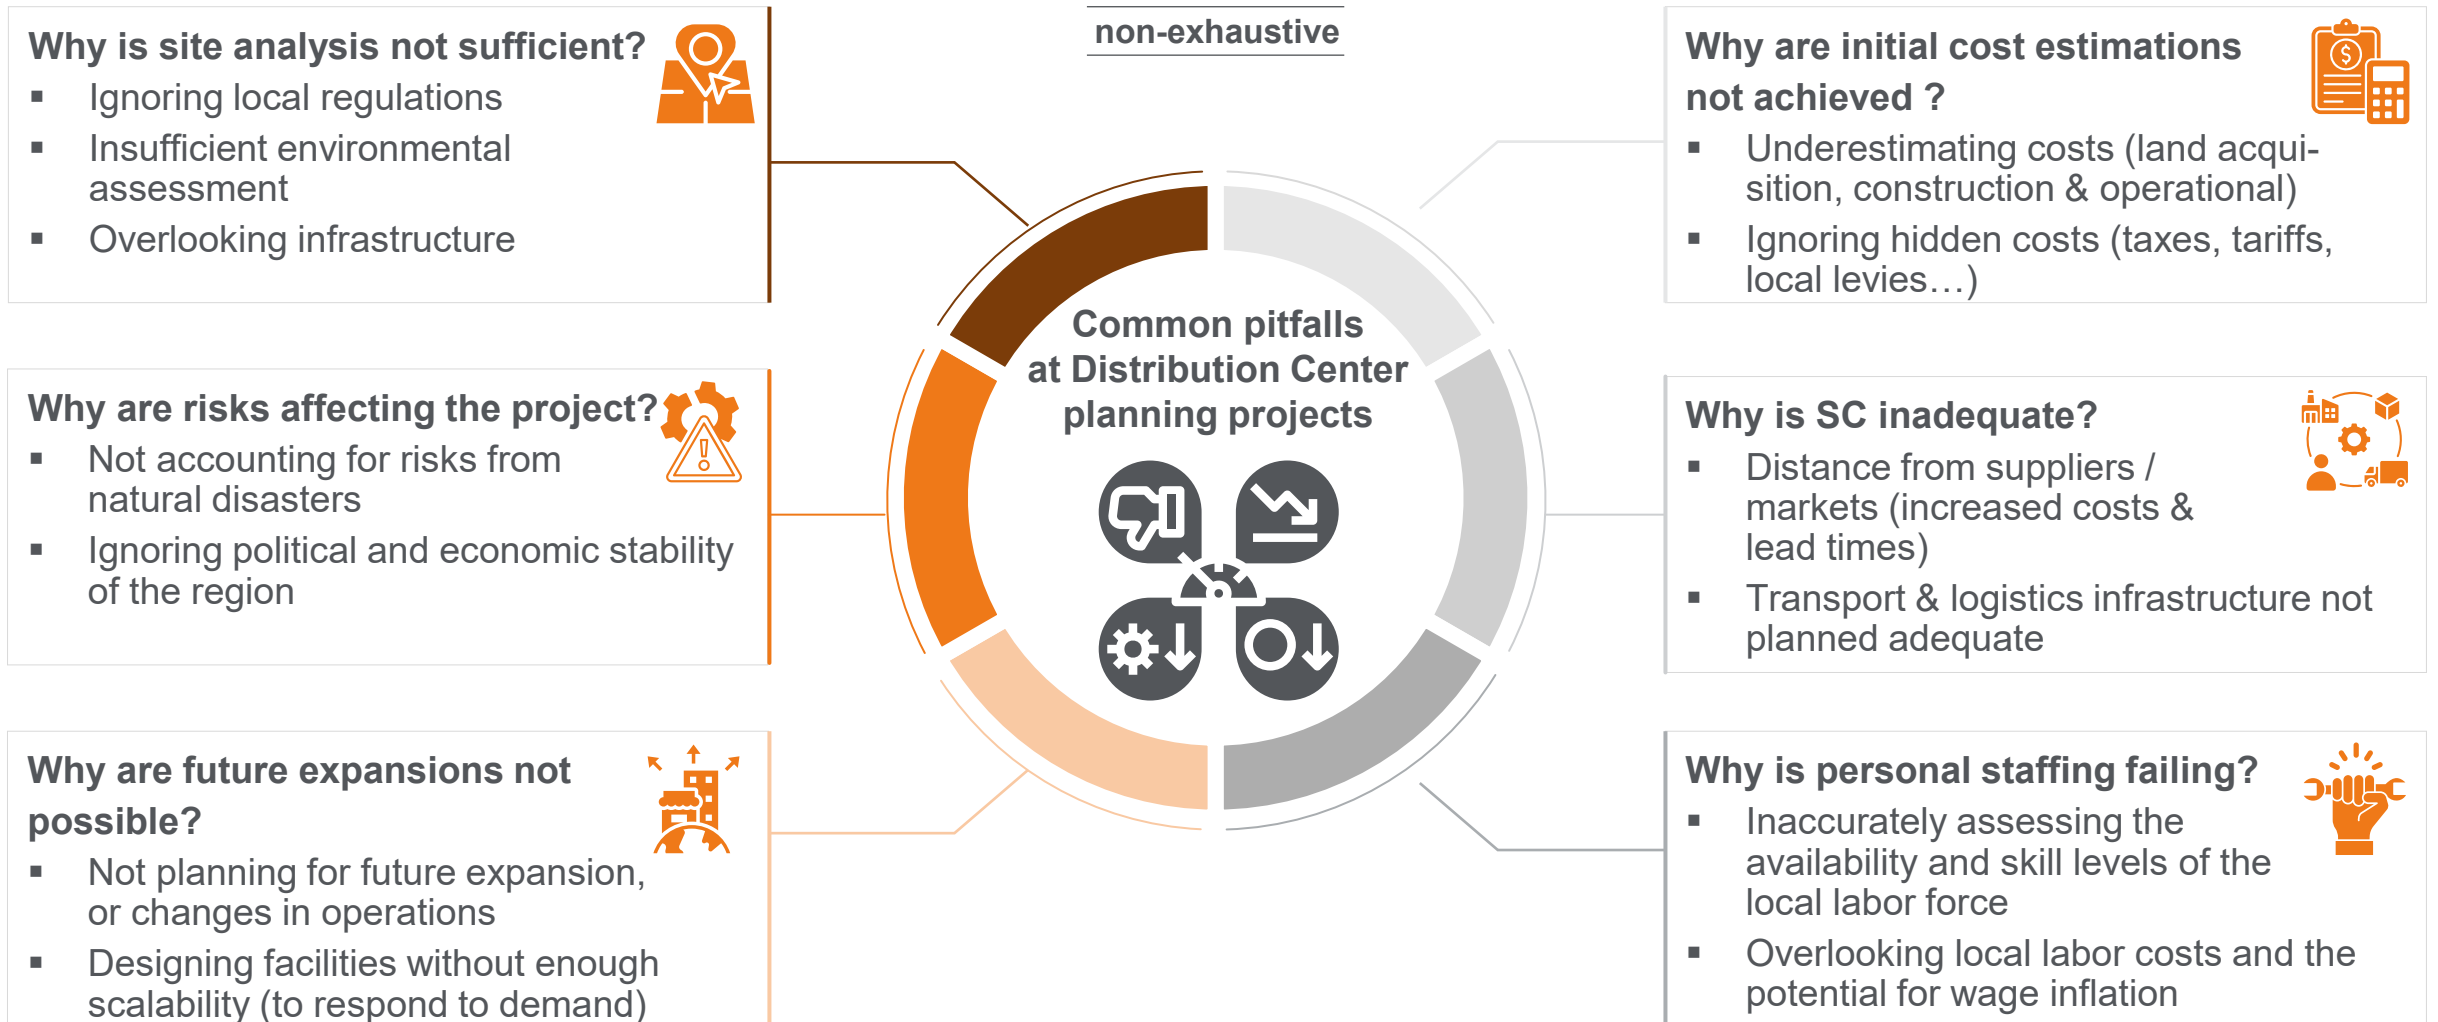 non-exhaustive
Why is site analysis not sufficient?
▪ Ignoring local regulations
▪ Insufficient environmental
assessment
▪ Overlooking infrastructure
Why are risks affecting the project?
▪ Not accounting for risks from
natural disasters
▪ Ignoring political and economic stability
of the region
Why are future expansions not
possible?
▪ Not planning for future expansion,
or changes in operations
▪ Designing facilities without enough
scalability (to respond to demand)
Common pitfalls
at Distribution Center
planning projects
Why are initial cost estimations
not achieved ?
▪ Underestimating costs (land acqui-
sition, construction & operational)
▪ Ignoring hidden costs (taxes, tariffs,
local levies…)
Why is SC inadequate?
▪ Distance from suppliers /
markets (increased costs &
lead times)
▪ Transport & logistics infrastructure not
planned adequate
Why is personal staffing failing?
▪ Inaccurately assessing the
availability and skill levels of the
local labor force
▪ Overlooking local labor costs and the
potential for wage inflation